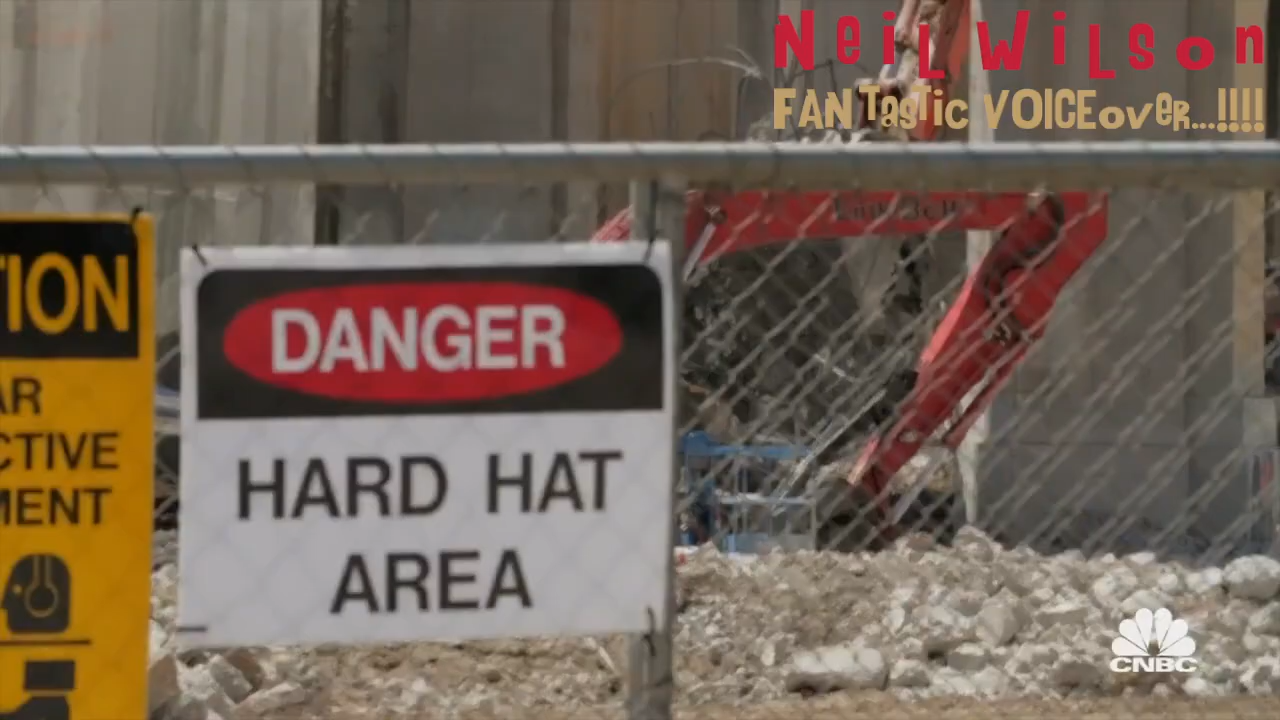 Neil Wilson
FANTastic VOICEover...!!!!
TION
AR
CTIVE
MENT
DANGER
HARD HAT
AREA
CNBC